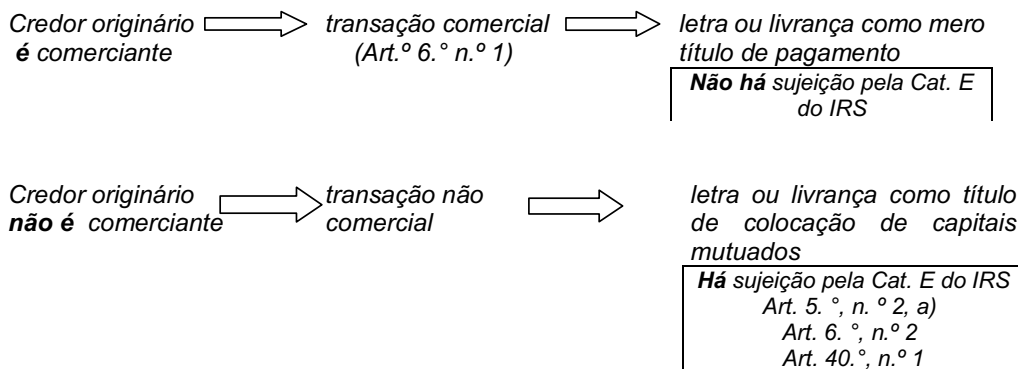 Credor originário
é comerciante
transação comercial
(Art.º 6.° n.º 1)
letra ou livrança como mero
título de pagamento
Não há sujeição pela Cat. E
do IRS
Credor originário
não é comerciante
transação não
comercial
letra ou livrança como título
de colocação de capitais
mutuados
Há sujeição pela Cat. E do IRS
Art. 5. °, n. º 2, a)
Art. 6. °, n.º 2
Art. 40.°, n.º 1